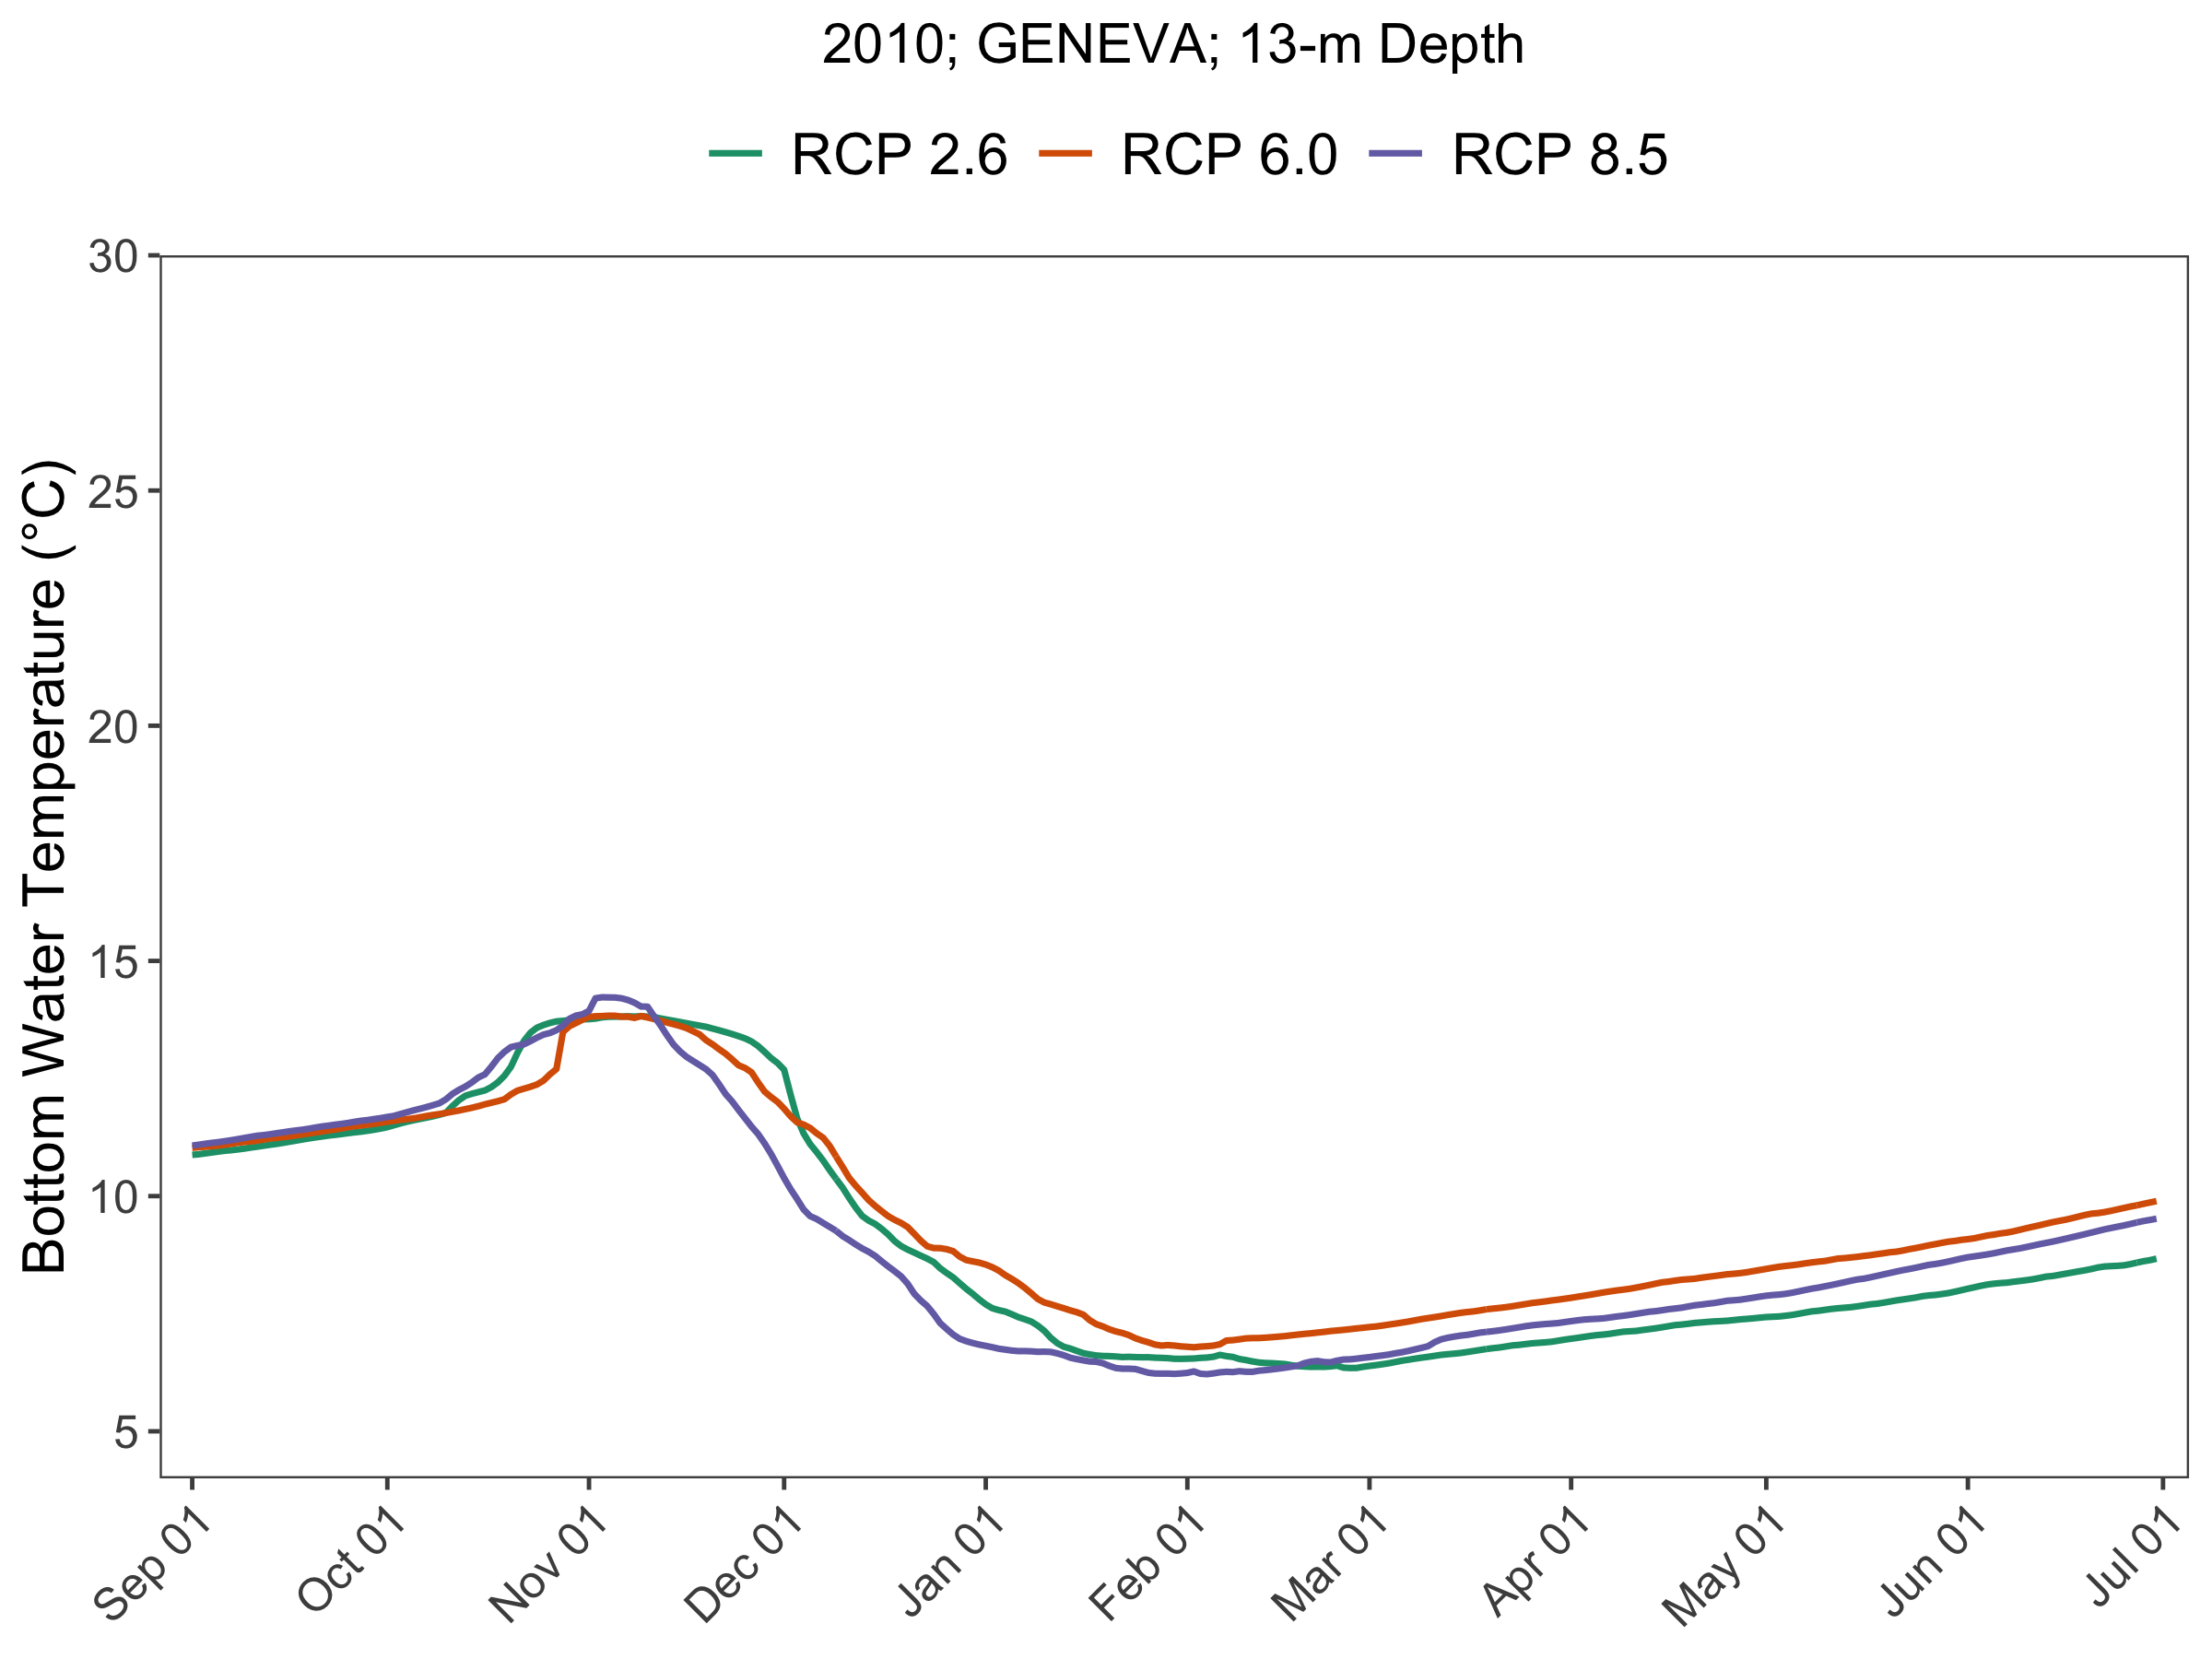 2010; GENEVA; 13-m Depth
RCP 2.6 RCP 6.0 RCP 8.5
Bottom Water Temperature (°C)
30
25
20
15
10
5
Sep 01 Oct 01 Nov 01 Dec 01 Jan 01 Feb 01 Mar 01 Apr 01 May 01 Jun 01 Jul 01